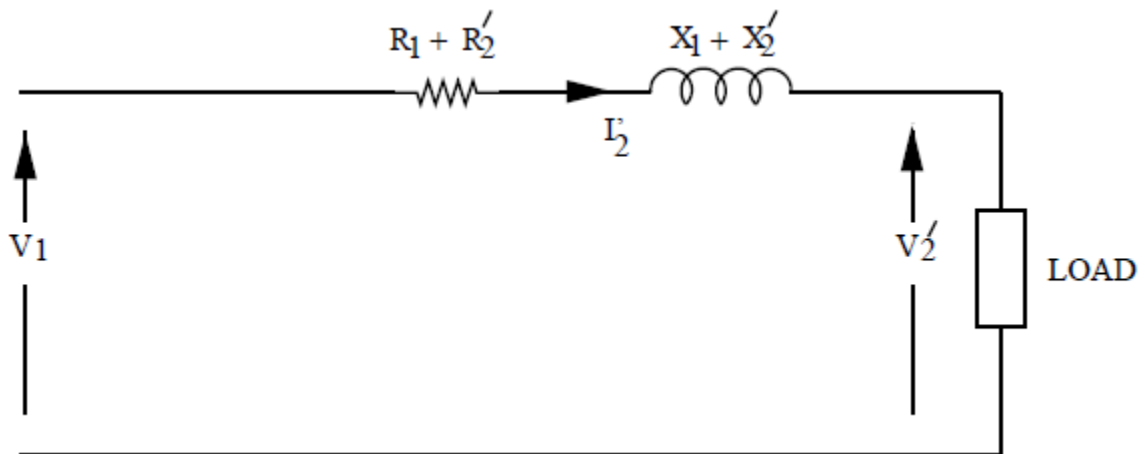 R₁ + R₂′
X₁ + X₂′
I₂’
V₁
V₂′
LOAD